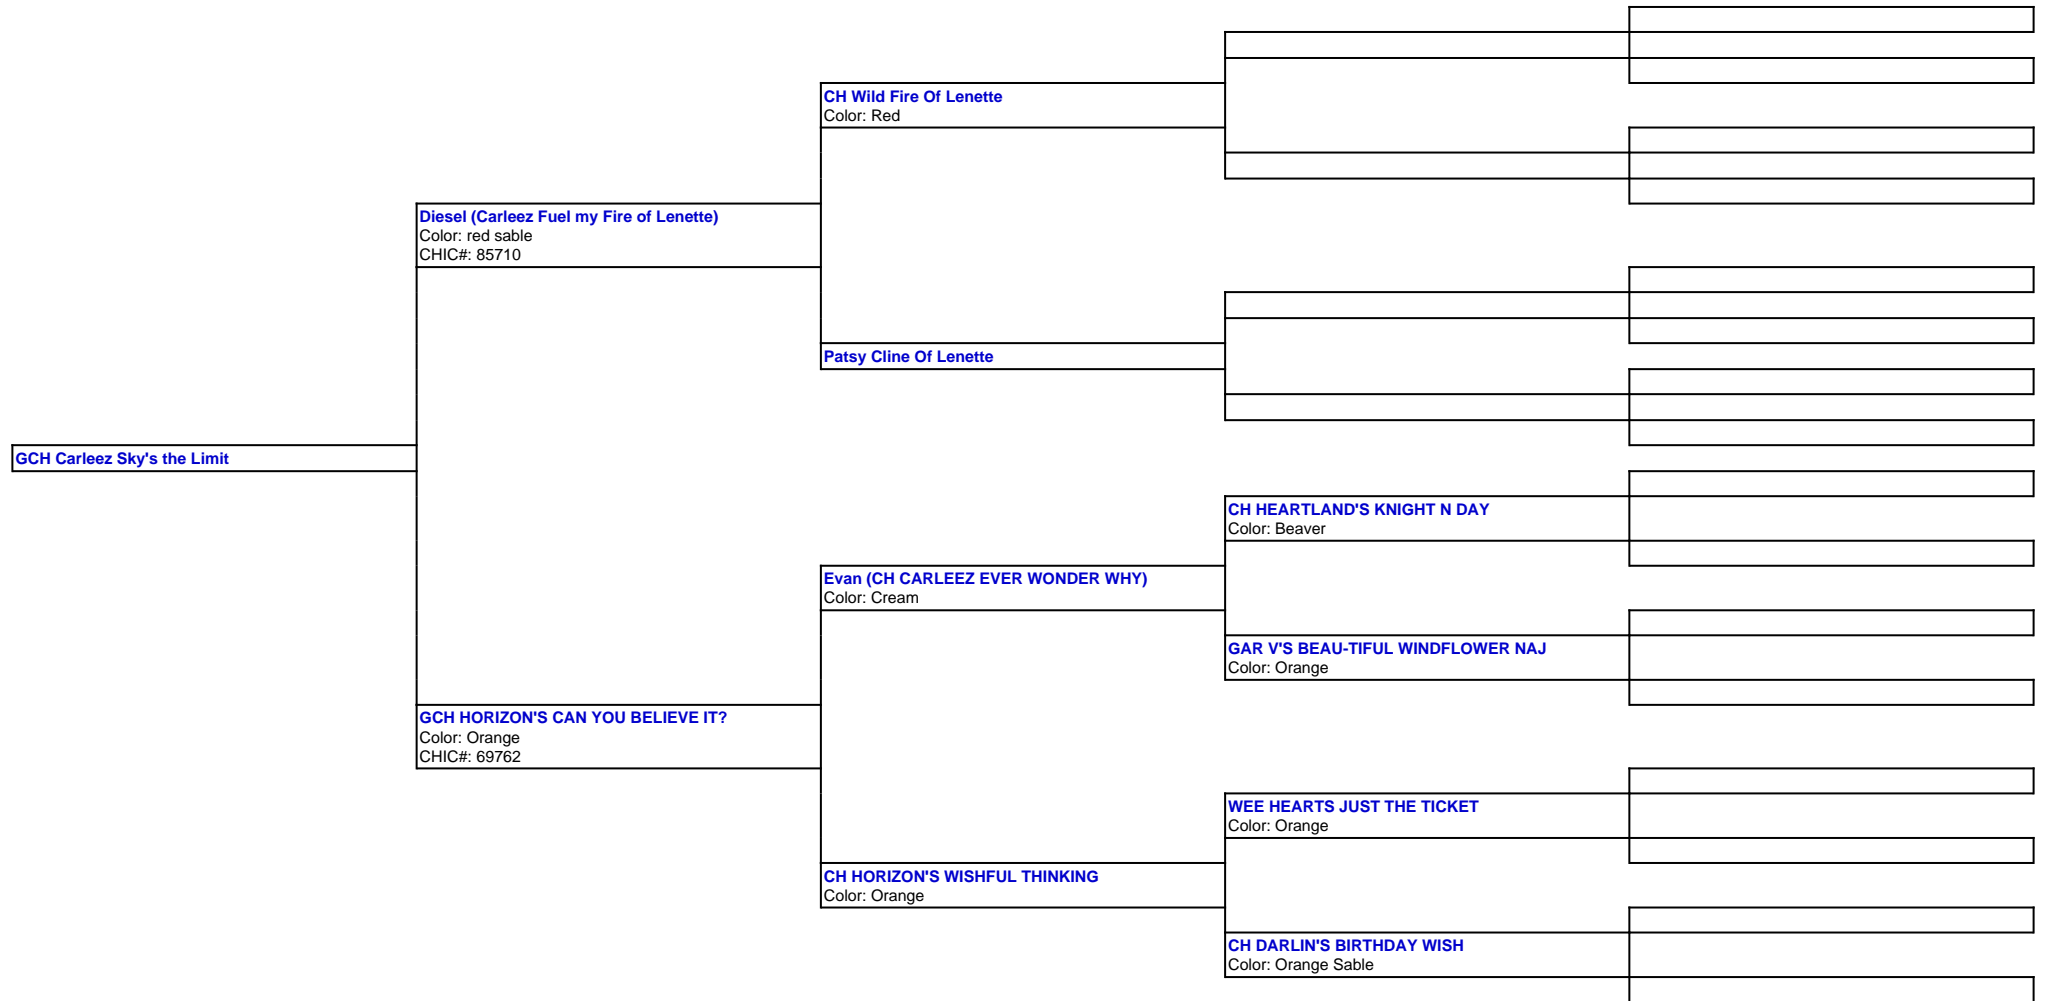 CH Wild Fire Of Lenette
Color: Red
Diesel (Carleez Fuel my Fire of Lenette)
Color: red sable
CHIC#: 85710
Patsy Cline Of Lenette
GCH Carleez Sky's the Limit
CH HEARTLAND'S KNIGHT N DAY
Color: Beaver
Evan (CH CARLEEZ EVER WONDER WHY)
Color: Cream
GAR V'S BEAU-TIFUL WINDFLOWER NAJ
Color: Orange
GCH HORIZON'S CAN YOU BELIEVE IT?
Color: Orange
CHIC#: 69762
WEE HEARTS JUST THE TICKET
Color: Orange
CH HORIZON'S WISHFUL THINKING
Color: Orange
CH DARLIN'S BIRTHDAY WISH
Color: Orange Sable